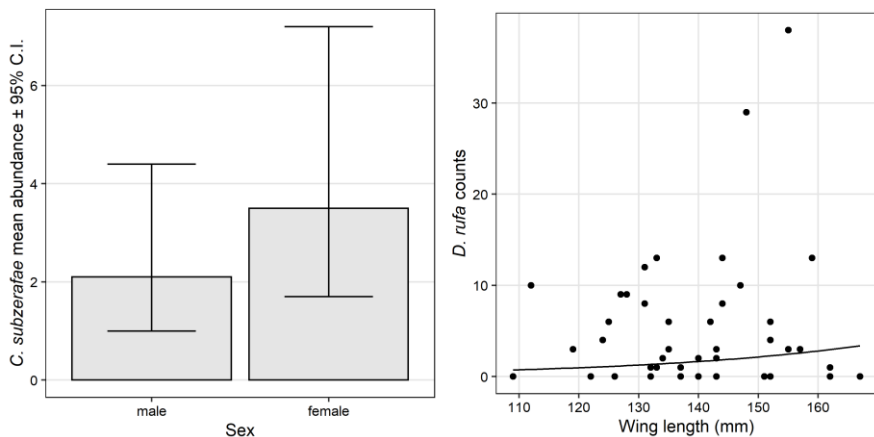 C. subzerafae mean abundance ± 95% C.I.
6
4
2
0
male female
Sex
D. rufa counts
30
20
10
0
110 120 130 140 150 160
Wing length (mm)